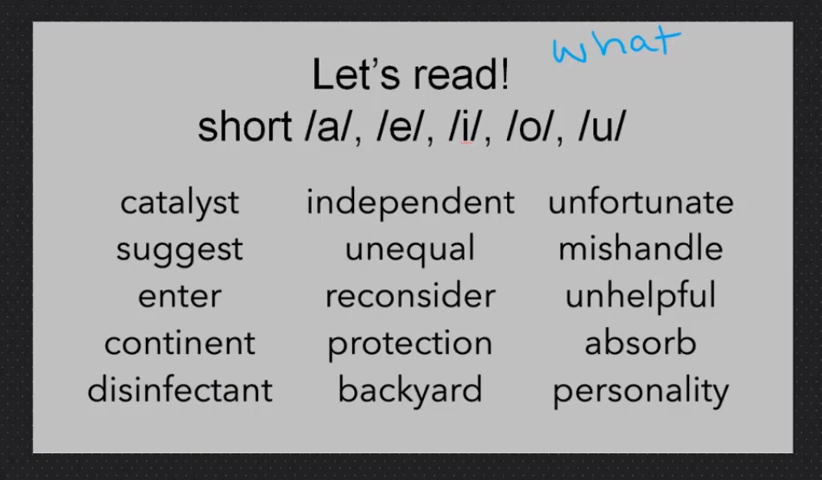 what
Let's read!
short /a/, /e/, /i/, /o/, /u/
catalyst independent unfortunate
suggest unequal mishandle
enter reconsider unhelpful
continent protection absorb
disinfectant backyard personality